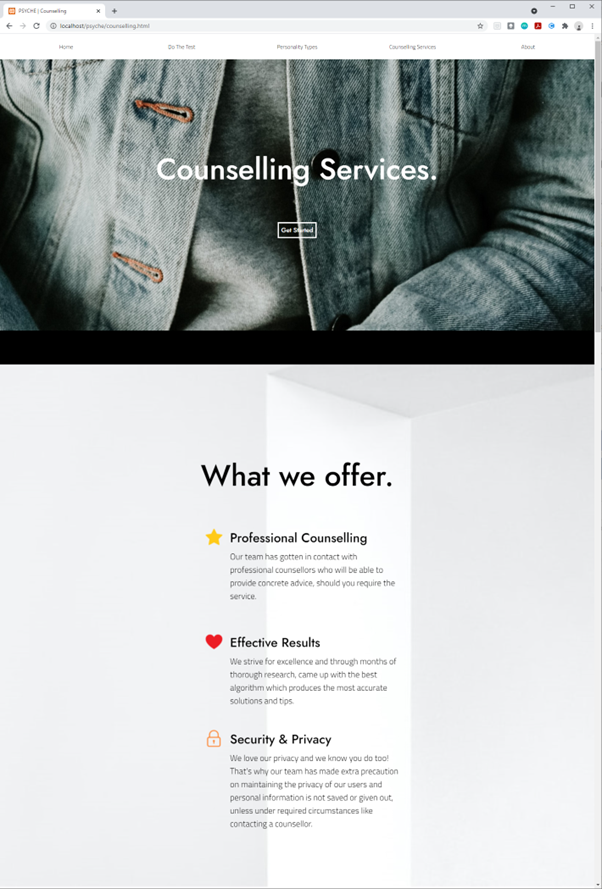 PSYCHE | Counselling
localhost/psyche/counselling.html
Home Do The Test Personality Types Counselling Services About
Counselling Services.
Get Started
What we offer.
Professional Counselling
Our team has gotten in contact with
professional counsellors who will be able to
provide concrete advice, should you require the
service.
Effective Results
We strive for excellence and through months of
thorough research, came up with the best
algorithm which produces the most accurate
solutions and tips.
Security & Privacy
We love our privacy and we know you do too!
That's why our team has made extra precaution
on maintaining the privacy of our users and
personal information is not saved or given out,
unless under required circumstances like
contacting a counsellor.